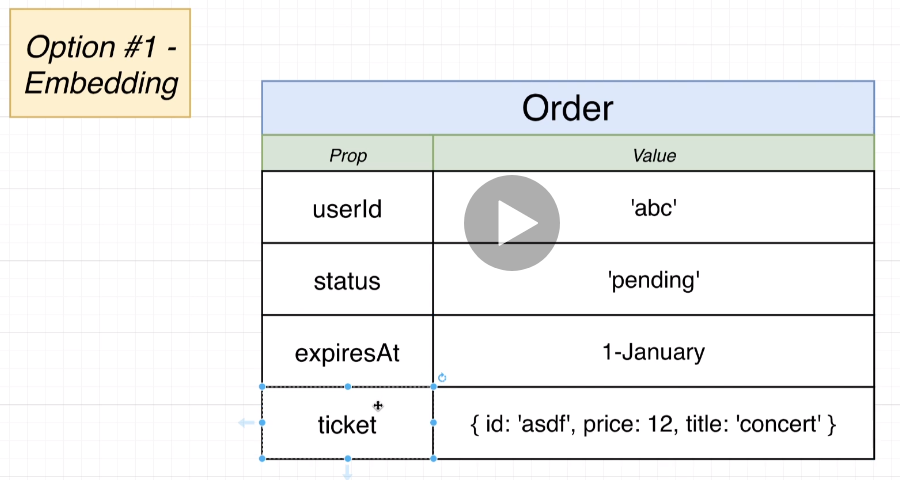 Option #1 -
Embedding
Order
Prop Value
userId 'abc'
status 'pending'
expiresAt 1-January
ticket { id: 'asdf', price: 12, title: 'concert' }